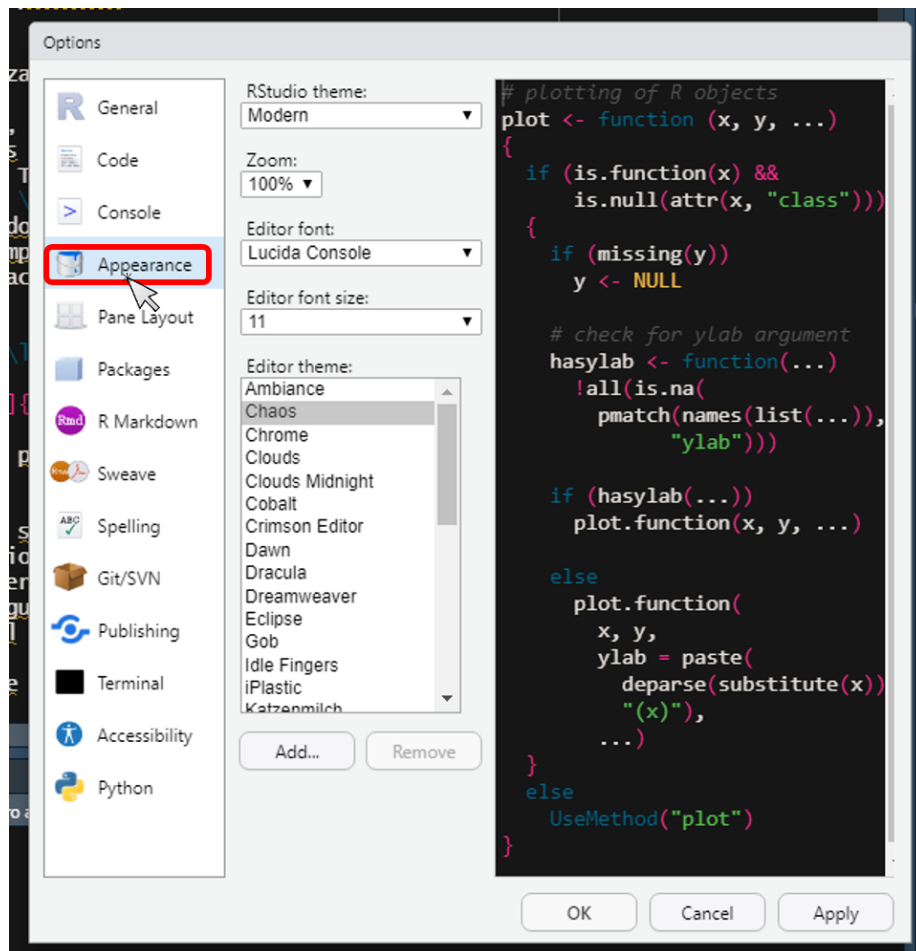 Options
General
Code
Console
Appearance
Pane Layout
Packages
Rmd
R Markdown
Sweave
ABC
Spelling
Git/SVN
Publishing
Terminal
Accessibility
Python
RStudio theme:
Modern
Zoom:
100%
Editor font:
Lucida Console
Editor font size:
11
Editor theme:
Ambiance
Chaos
Chrome
Clouds
Clouds Midnight
Cobalt
Crimson Editor
Dawn
Dracula
Dreamweaver
Eclipse
Gob
Idle Fingers
iPlastic
Katzenmilch
Add...
Remove
# plotting of R objects
plot <- function (x, y, ...)
{
if (is.function(x) &&
is.null(attr(x, "class")))
{
if (missing(y))
y <- NULL
# check for ylab argument
hasylab <- function(...)
!all(is.na(
pmatch(names(list(...)),
"ylab")))
if (hasylab(...))
plot.function(x, y, ...)
else
plot.function(
x, y,
ylab = paste(
deparse(substitute(x))
"(x)"),
...)
}
else
UseMethod("plot")
}
OK
Cancel
Apply